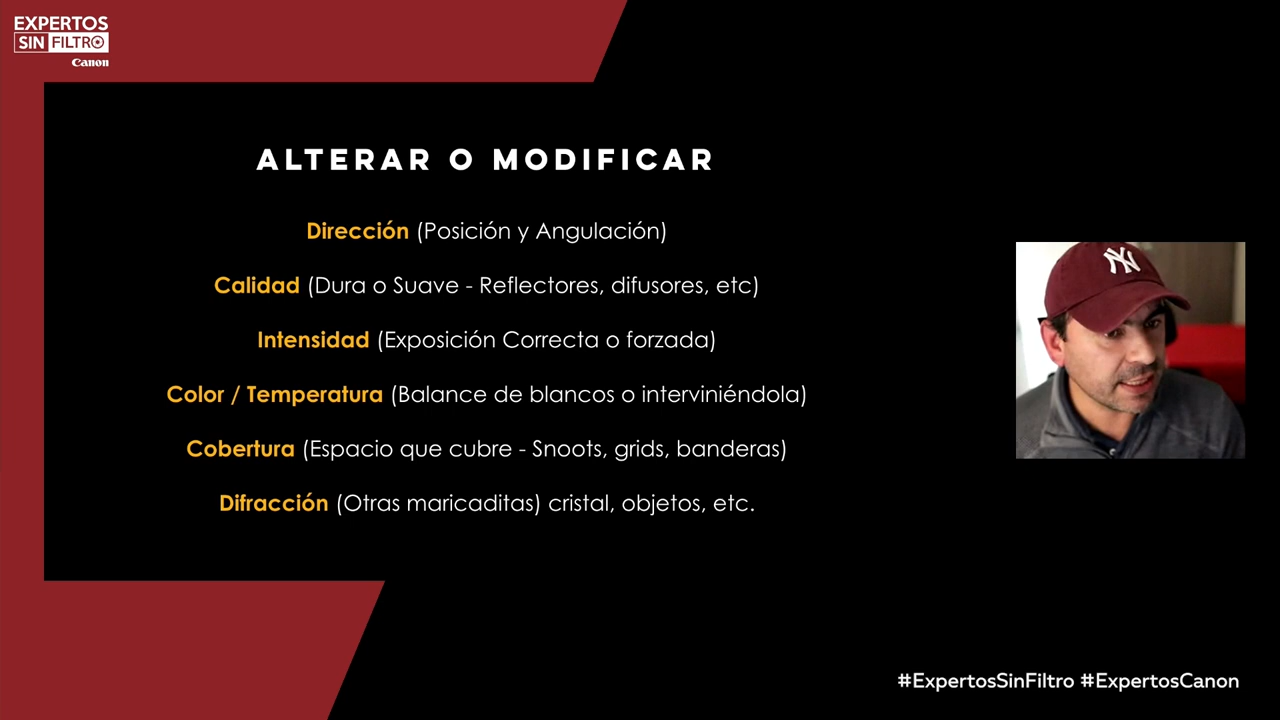 EXPERTOS
SIN FILTRO
Canon
ALTERAR O MODIFICAR
Dirección (Posición y Angulación)
Calidad (Dura o Suave - Reflectores, difusores, etc)
Intensidad (Exposición Correcta o forzada)
Color / Temperatura (Balance de blancos o interviniéndola)
Cobertura (Espacio que cubre - Snoots, grids, banderas)
Difracción (Otras maricaditas) cristal, objetos, etc.
NY
#ExpertosSinFiltro #ExpertosCanon